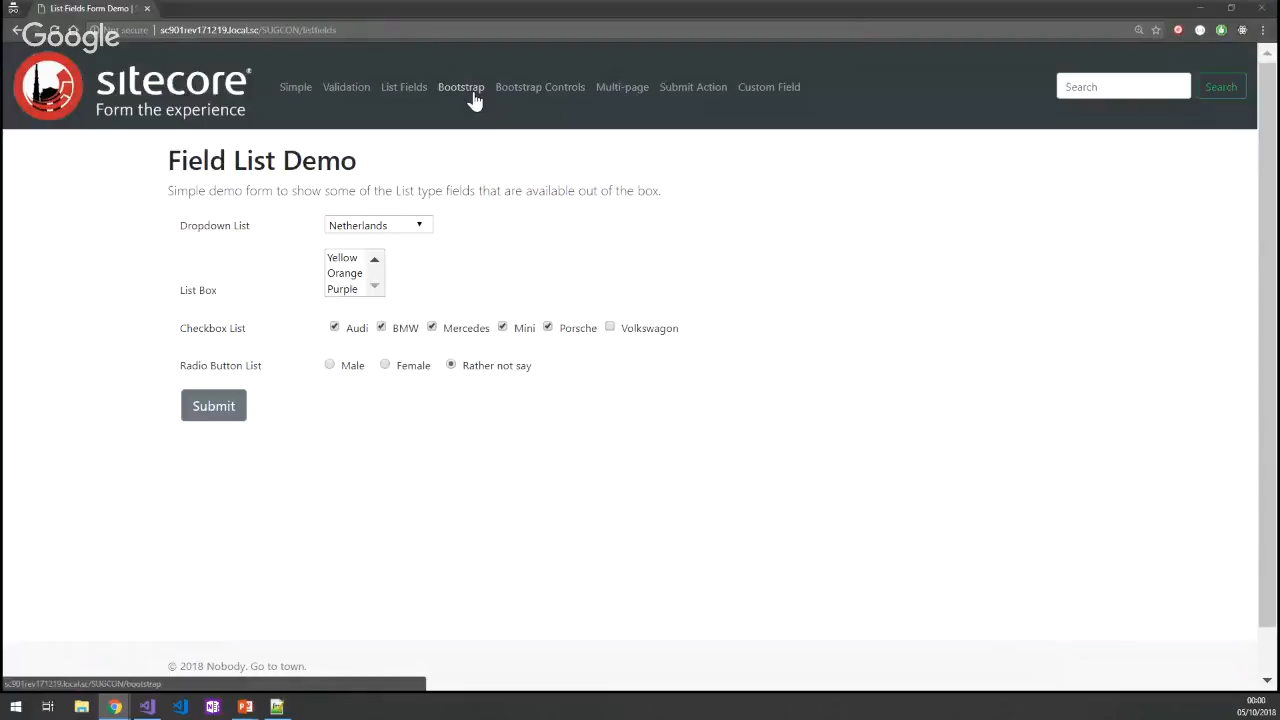 List Fields Form Demo |
Google
Not secure | sc901rev171219.local.sc/SUGCON/listfields
sitecore
Form the experience
Simple Validation List Fields Bootstrap Bootstrap Controls Multi-page Submit Action Custom Field
Search Search
Field List Demo
Simple demo form to show some of the List type fields that are available out of the box.
Dropdown List Netherlands
Yellow
Orange
Purple
List Box
Checkbox List Audi BMW Mercedes Mini Porsche Volkswagon
Radio Button List Male Female Rather not say
Submit
© 2018 Nobody. Go to town.
sc901rev171219.local.sc/SUGCON/bootstrap
00:00
05/10/2018